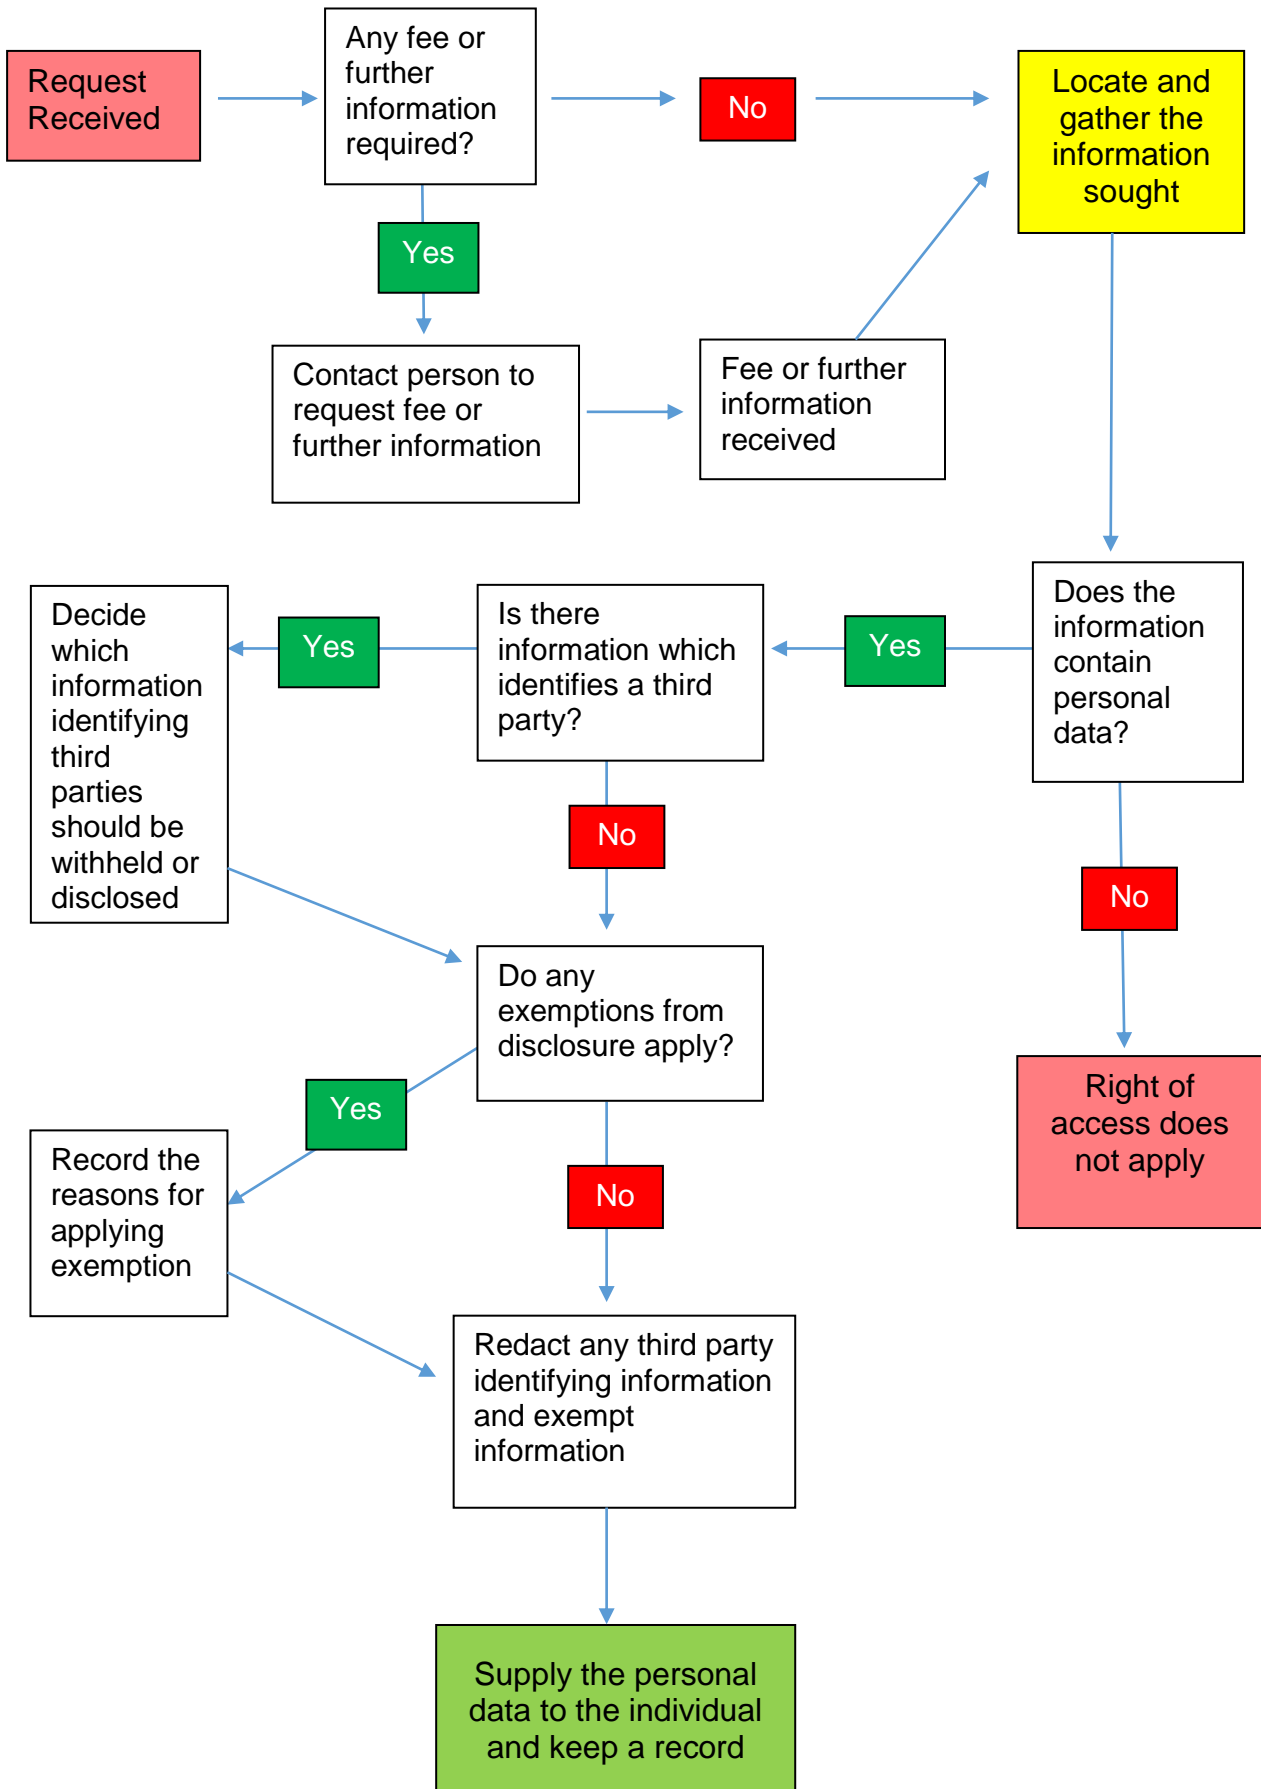 Request
Received
Any fee or
further
information
required?
No
Locate and
gather the
information
sought
Yes
Contact person to
request fee or
further information
Fee or further
information
received
Does the
information
contain
personal
data?
Yes
Is there
information which
identifies a third
party?
Yes
Decide
which
information
identifying
third
parties
should be
withheld or
disclosed
No
No
Do any
exemptions from
disclosure apply?
Right of
access does
not apply
Yes
Record the
reasons for
applying
exemption
No
Redact any third party
identifying information
and exempt
information
Supply the personal
data to the individual
and keep a record